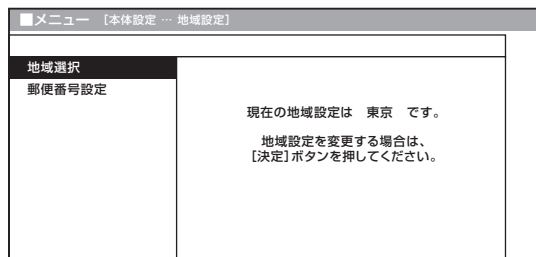 ■メニュー [本体設定 … 地域設定]
地域選択
郵便番号設定
現在の地域設定は 東京 です。
地域設定を変更する場合は、
[決定]ボタンを押してください。